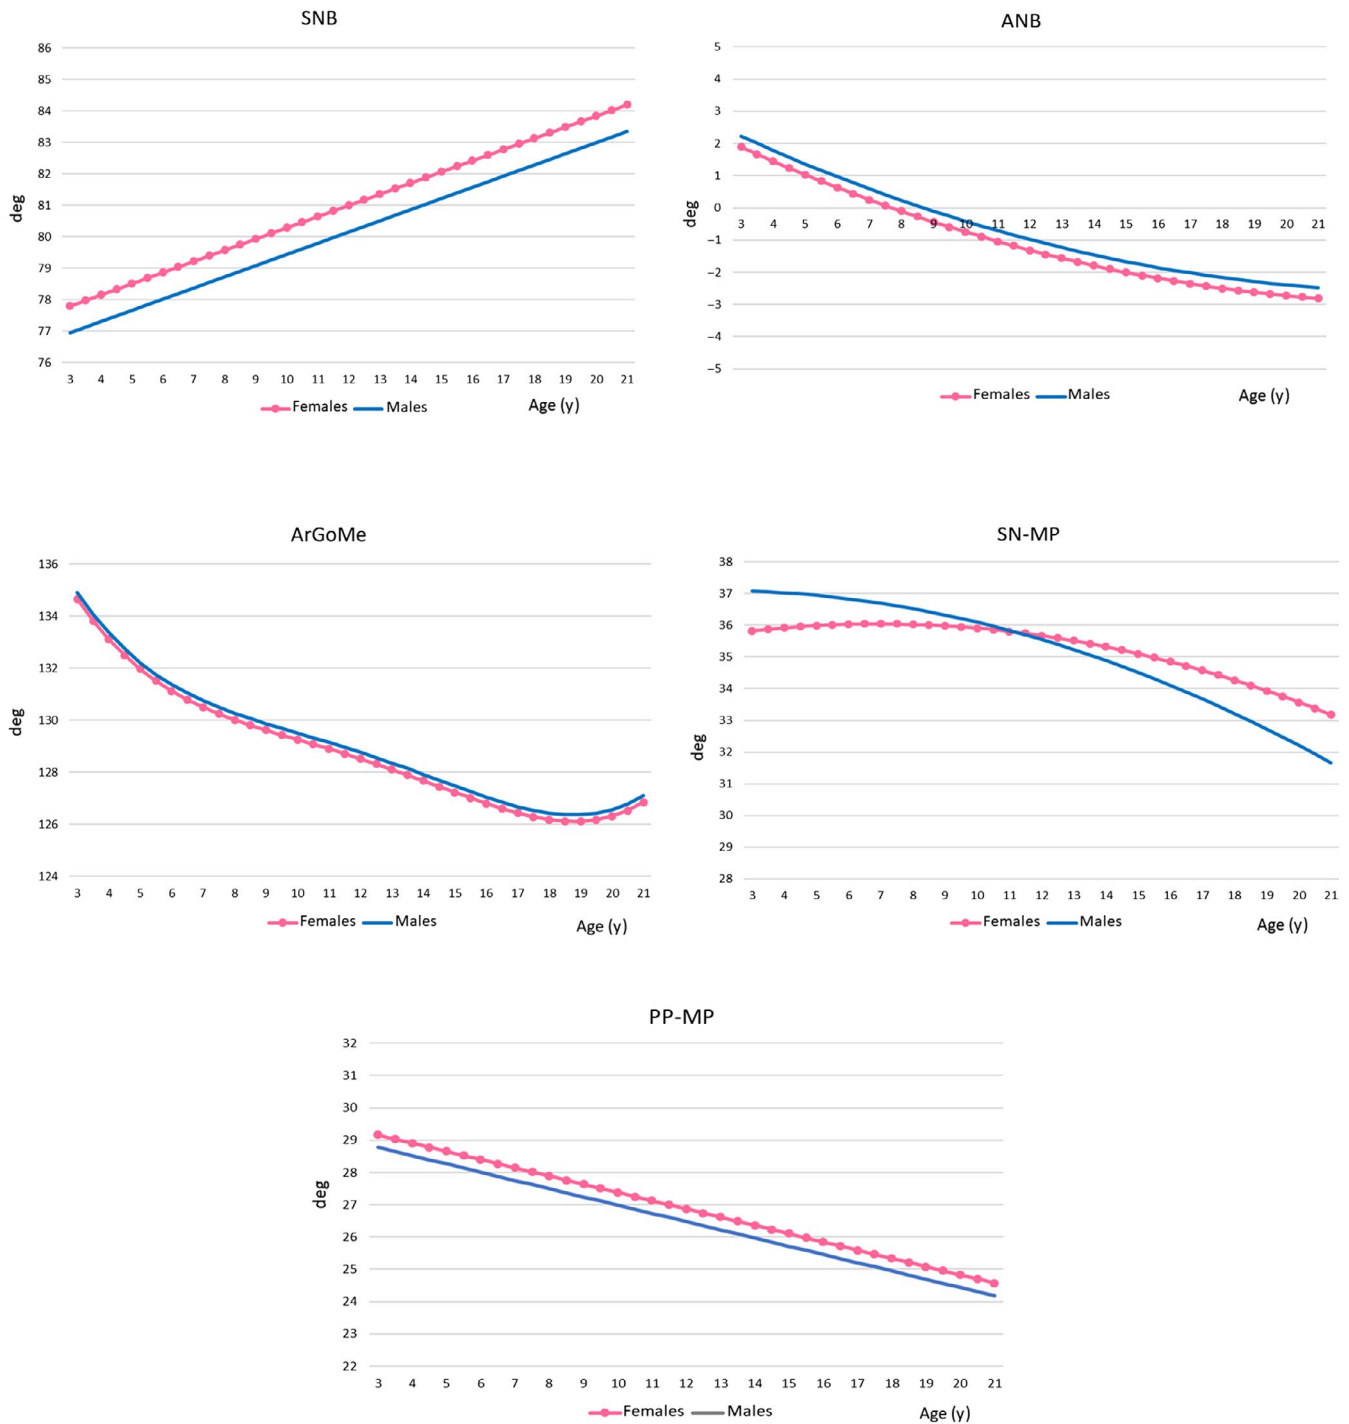 SNB
86
85
84
83
82
81
80
79
78
77
76
deg
3 4 5 6 7 8 9 10 11 12 13 14 15 16 17 18 19 20 21
Females Males Age (y)
ANB
5
4
3
2
1
0
−1
−2
−3
−4
−5
deg
3 4 5 6 7 8 9 10 11 12 13 14 15 16 17 18 19 20 21
Females Males Age (y)
ArGoMe
136
134
132
130
128
126
124
deg
3 4 5 6 7 8 9 10 11 12 13 14 15 16 17 18 19 20 21
Females Males Age (y)
SN-MP
38
37
36
35
34
33
32
31
30
29
28
deg
3 4 5 6 7 8 9 10 11 12 13 14 15 16 17 18 19 20 21
Females Males Age (y)
PP-MP
32
31
30
29
28
27
26
25
24
23
22
deg
3 4 5 6 7 8 9 10 11 12 13 14 15 16 17 18 19 20 21
Females Males Age (y)